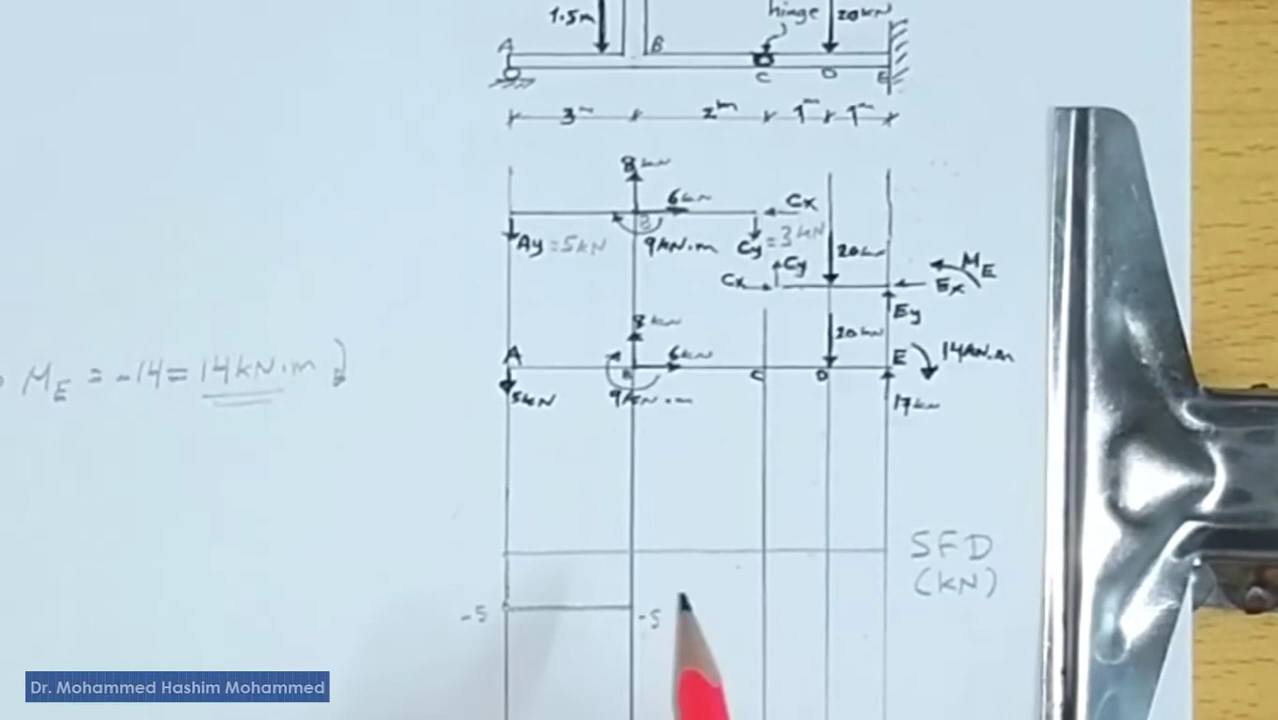 1.5m
hinge
20kN
A
B
C
D
E
3m
2m
1m
1m
8kN
6kN
Cx
B
Ay = 5kN
9kN.m
Cy = 3kN
20kN
ME
Cx
Cy
Ex
Ey
8kN
20kN
A
6kN
E
14kN.m
B
C
D
5kN
9kN.m
17kN
ME = -14 = 14kN.m
SFD
(KN)
-5
-5
Dr. Mohammed Hashim Mohammed